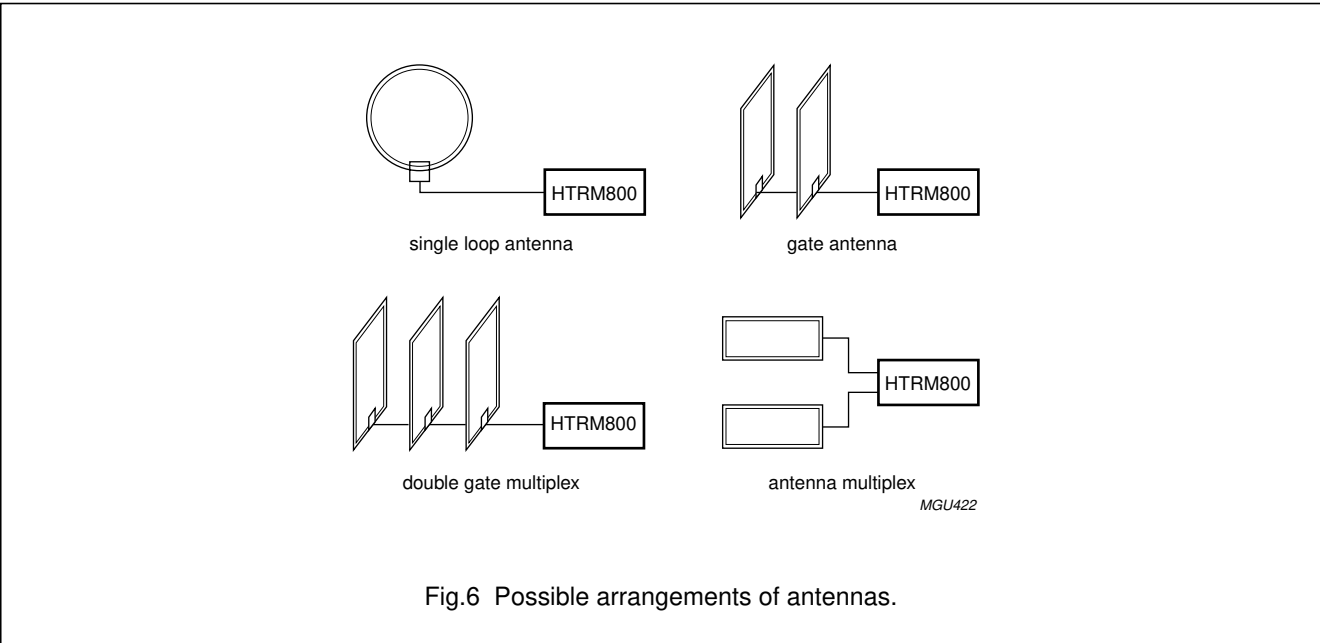 HTRM800
single loop antenna
HTRM800
gate antenna
HTRM800
double gate multiplex
HTRM800
antenna multiplex
MGU422
Fig.6 Possible arrangements of antennas.